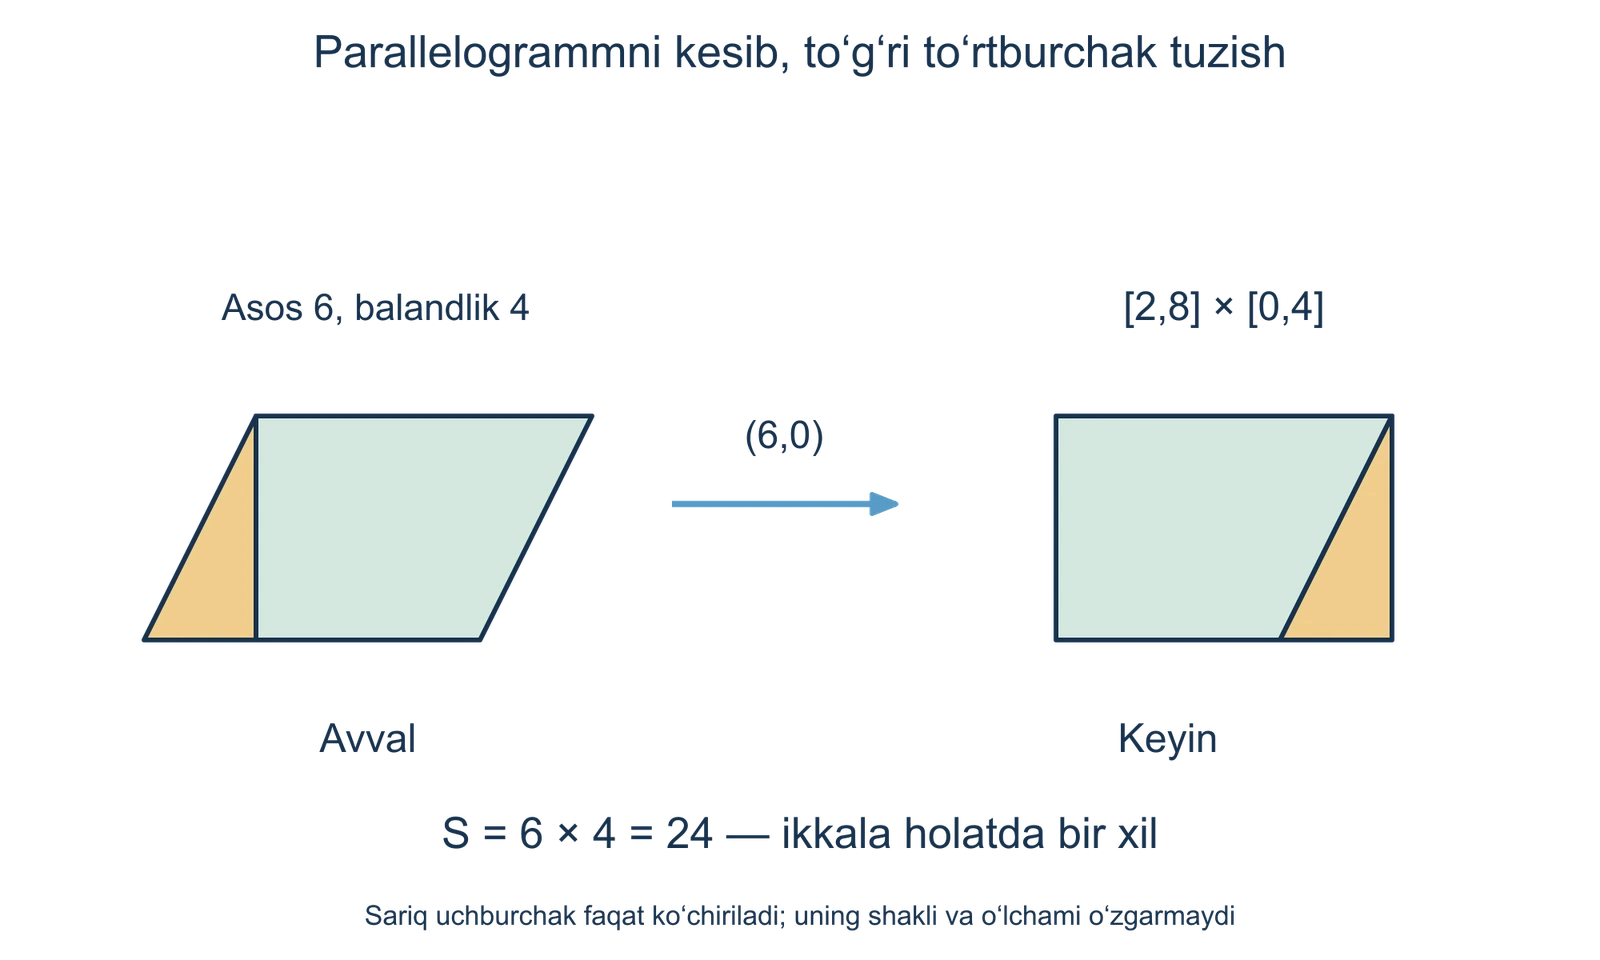 Parallelogrammni kesib, to‘g‘ri to‘rtburchak tuzish
Asos 6, balandlik 4
[2,8] × [0,4]
(6,0)
Avval
Keyin
S = 6 × 4 = 24 — ikkala holatda bir xil
Sariq uchburchak faqat ko‘chiriladi; uning shakli va o‘lchami o‘zgarmaydi